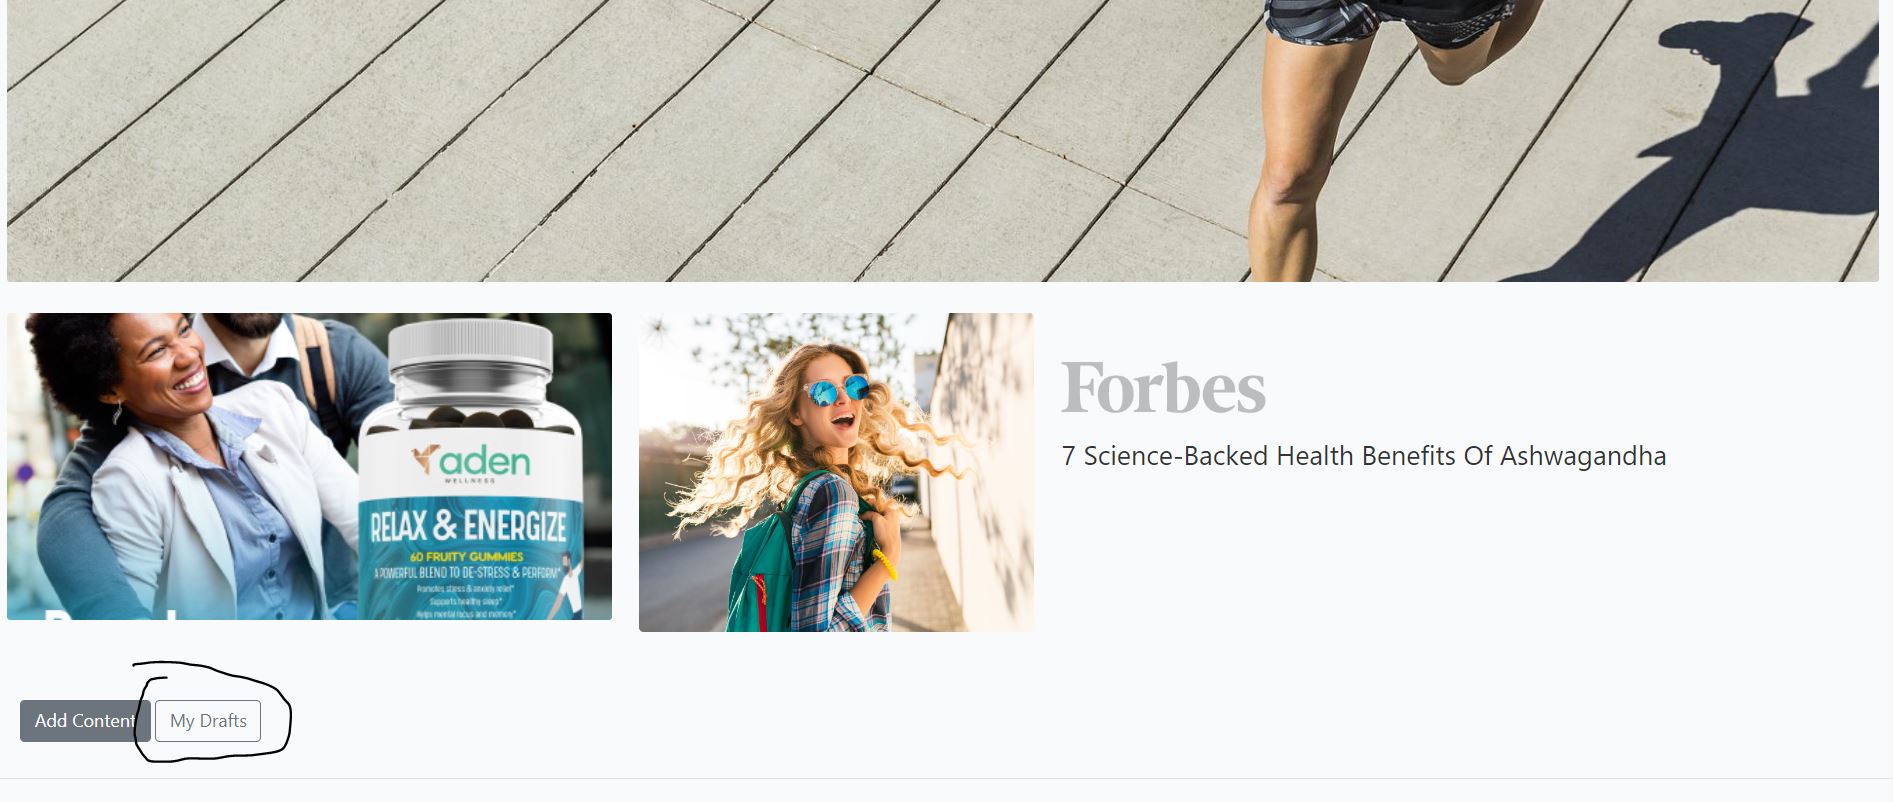 aden
WELLNESS
RELAX & ENERGIZE
60 FRUITY GUMMIES
A POWERFUL BLEND TO DE-STRESS & PERFORM*
Promotes stress & anxiety relief*
Supports healthy sleep*
Helps mental focus and memory*
Forbes
7 Science-Backed Health Benefits Of Ashwagandha
Add Content
My Drafts